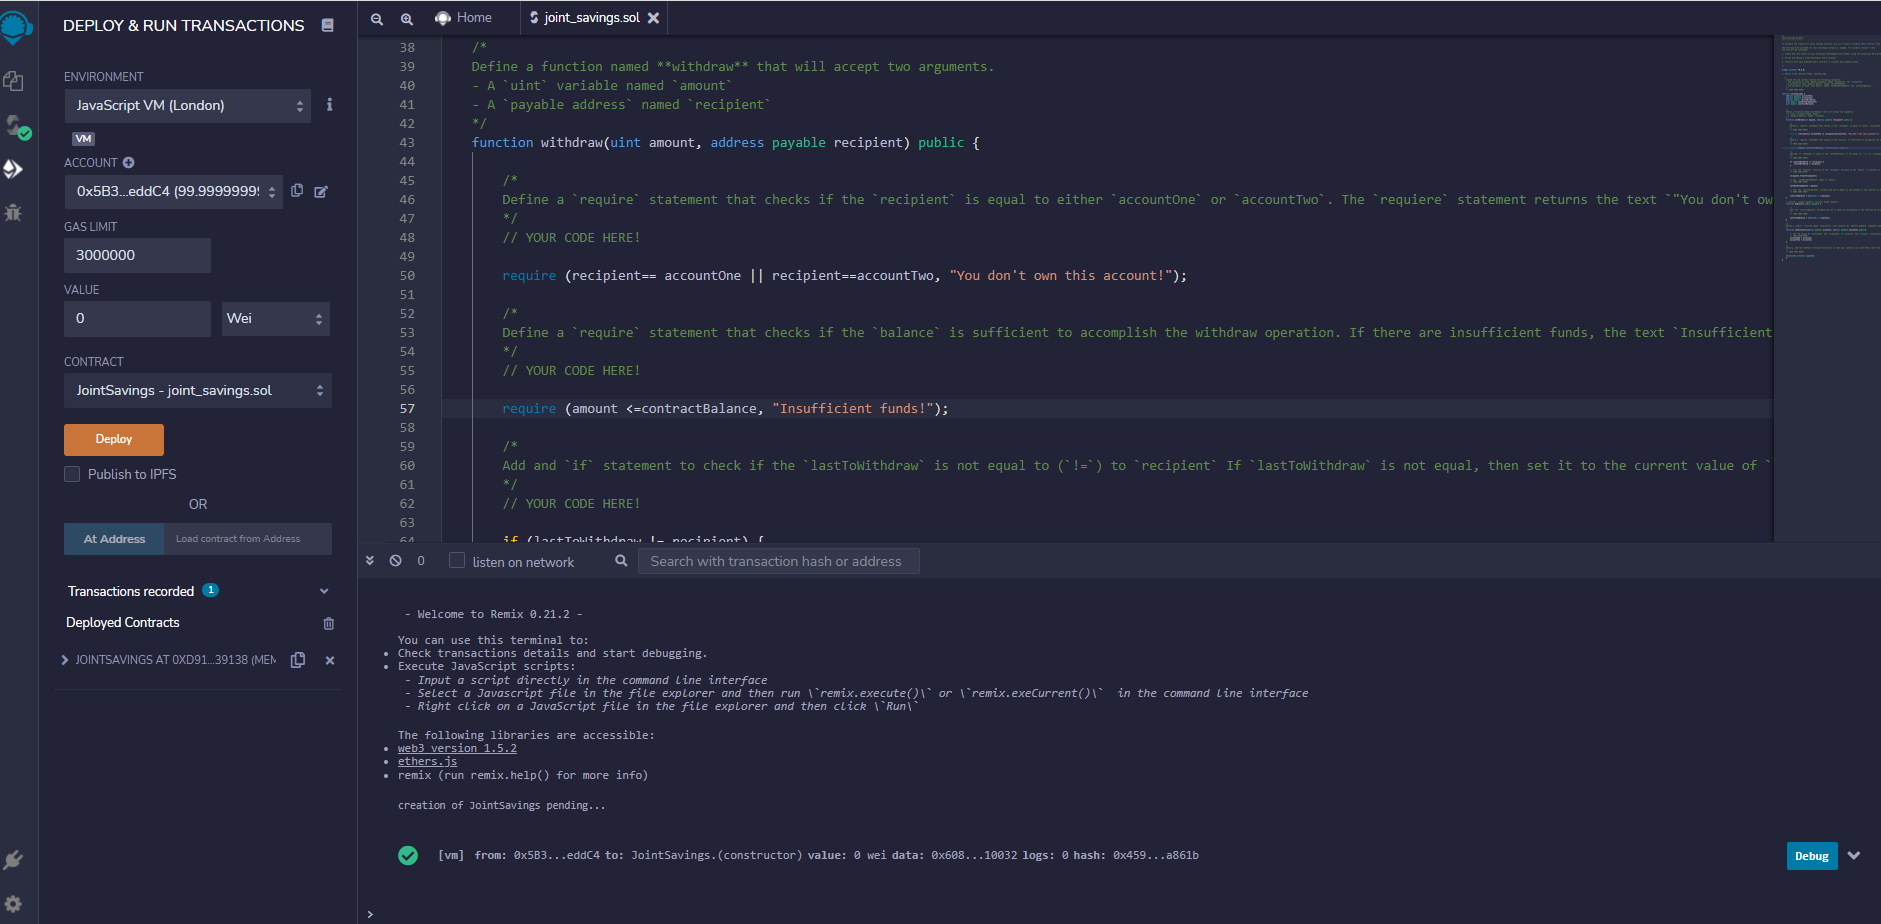 DEPLOY & RUN TRANSACTIONS
ENVIRONMENT
JavaScript VM (London)
VM
ACCOUNT
0x5B3...eddC4 (99.99999999
GAS LIMIT
3000000
VALUE
0
Wei
CONTRACT
JointSavings - joint_savings.sol
Deploy
Publish to IPFS
OR
At Address
Load contract from Address
Transactions recorded 1
Deployed Contracts
JOINTSAVINGS AT 0XD91...39138 (MEM
Home
joint_savings.sol
38 /*
39 Define a function named **withdraw** that will accept two arguments.
40 - A `uint` variable named `amount`
41 - A `payable address` named `recipient`
42 */
43 function withdraw(uint amount, address payable recipient) public {
44
45 /*
46 Define a `require` statement that checks if the `recipient` is equal to either `accountOne` or `accountTwo`. The `requiere` statement returns the text `"You don't ow
47 */
48 // YOUR CODE HERE!
49
50 require (recipient== accountOne || recipient==accountTwo, "You don't own this account!");
51
52 /*
53 Define a `require` statement that checks if the `balance` is sufficient to accomplish the withdraw operation. If there are insufficient funds, the text `Insufficient
54 */
55 // YOUR CODE HERE!
56
57 require (amount <=contractBalance, "Insufficient funds!");
58
59 /*
60 Add and `if` statement to check if the `lastToWithdraw` is not equal to (`!=`) to `recipient` If `lastToWithdraw` is not equal, then set it to the current value of `
61 */
62 // YOUR CODE HERE!
63
64 if (lastToWithdraw != recipient) {
0
listen on network
Search with transaction hash or address
- Welcome to Remix 0.21.2 -
You can use this terminal to:
• Check transactions details and start debugging.
• Execute JavaScript scripts:
- Input a script directly in the command line interface
- Select a Javascript file in the file explorer and then run \`remix.execute()\` or \`remix.exeCurrent()\` in the command line interface
- Right click on a JavaScript file in the file explorer and then click \`Run\`
The following libraries are accessible:
• web3 version 1.5.2
• ethers.js
• remix (run remix.help() for more info)
creation of JointSavings pending...
[vm] from: 0x5B3...eddC4 to: JointSavings.(constructor) value: 0 wei data: 0x608...10032 logs: 0 hash: 0x459...a861b
Debug
>